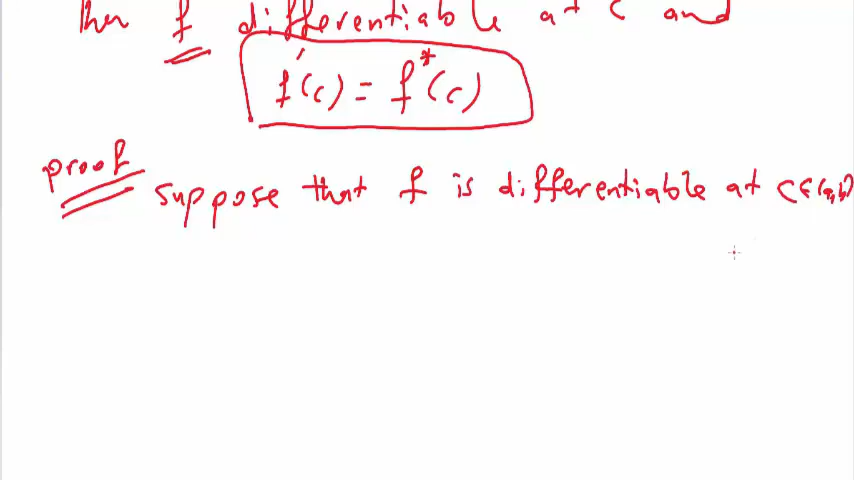 Then f differentiable at c and
f'(c) = f*(c)
proof
suppose that f is differentiable at c ∈ (a,b)